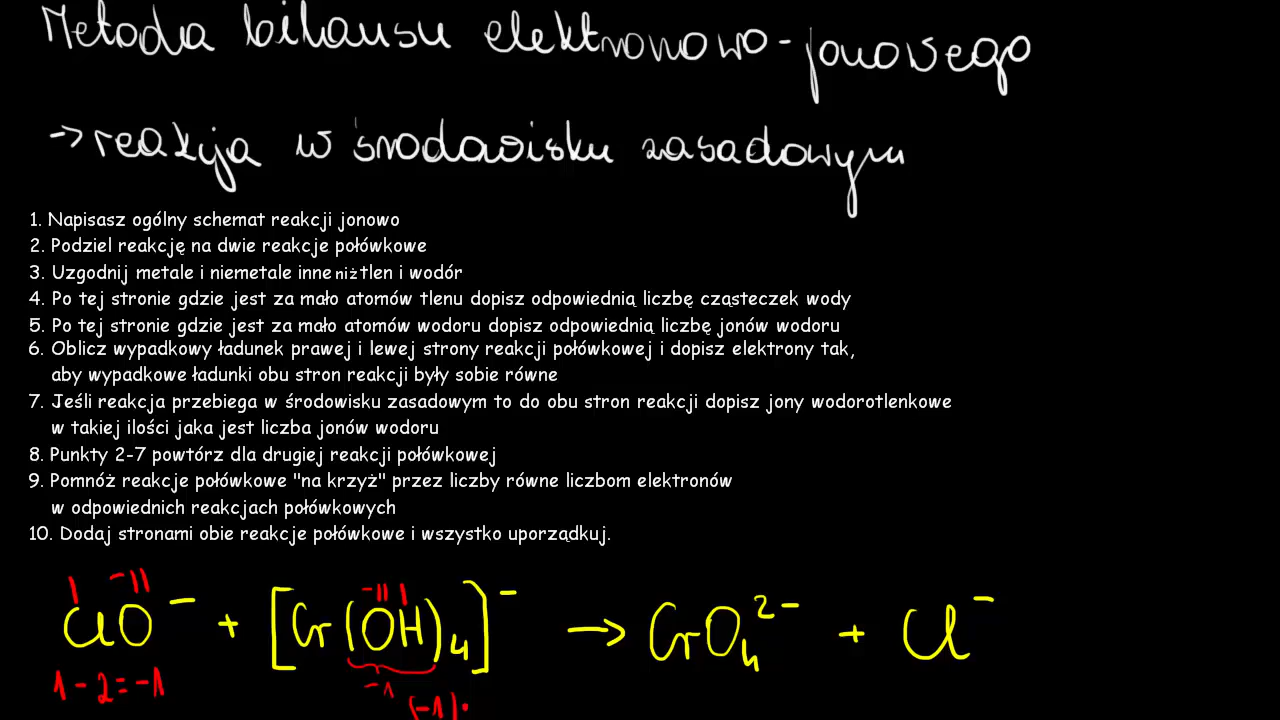 Metoda bilansu elektronowo-jonowego
→ reakcja w środowisku zasadowym
1. Napisasz ogólny schemat reakcji jonowo
2. Podziel reakcję na dwie reakcje połówkowe
3. Uzgodnij metale i niemetale inne niż tlen i wodór
4. Po tej stronie gdzie jest za mało atomów tlenu dopisz odpowiednią liczbę cząsteczek wody
5. Po tej stronie gdzie jest za mało atomów wodoru dopisz odpowiednią liczbę jonów wodoru
6. Oblicz wypadkowy ładunek prawej i lewej strony reakcji połówkowej i dopisz elektrony tak,
aby wypadkowe ładunki obu stron reakcji były sobie równe
7. Jeśli reakcja przebiega w środowisku zasadowym to do obu stron reakcji dopisz jony wodorotlenkowe
w takiej ilości jaka jest liczba jonów wodoru
8. Punkty 2-7 powtórz dla drugiej reakcji połówkowej
9. Pomnóż reakcje połówkowe "na krzyż" przez liczby równe liczbom elektronów
w odpowiednich reakcjach połówkowych
10. Dodaj stronami obie reakcje połówkowe i wszystko uporządkuj.
I -II -II I
ClO⁻ + [Cr(OH)₄]⁻ → CrO₄²⁻ + Cl⁻
1-2=-1 -1
(-1)·